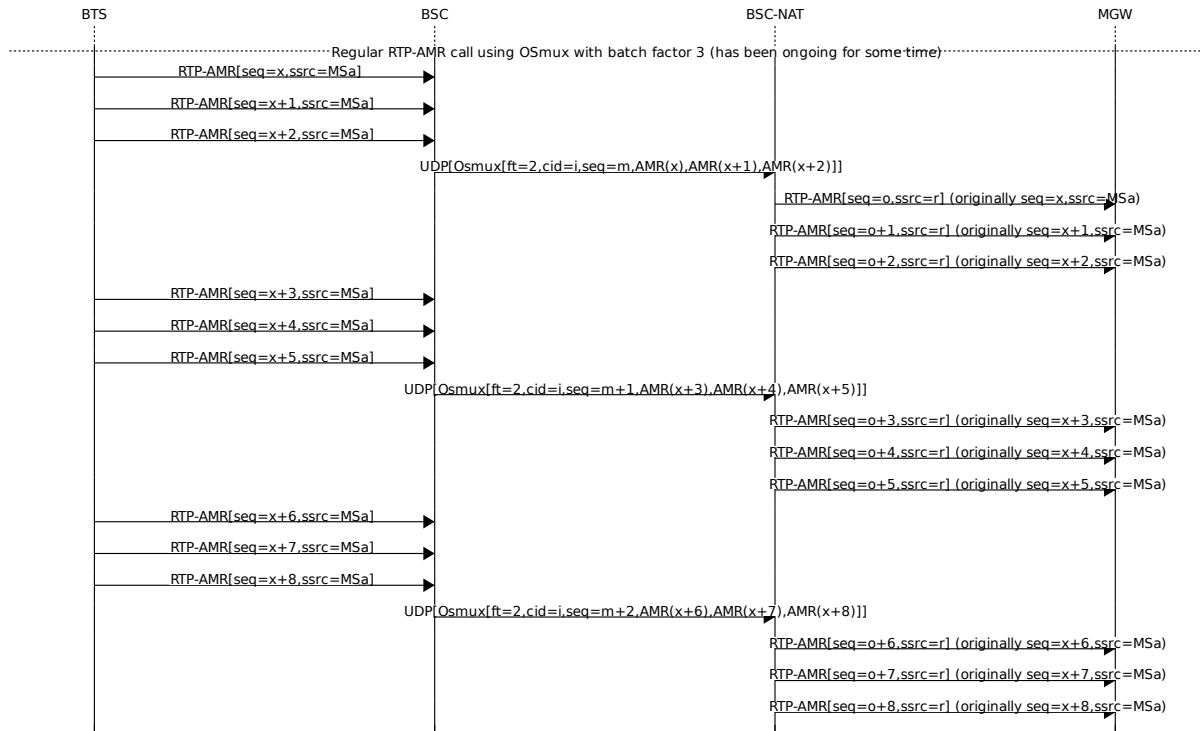 BTS BSC BSC-NAT MGW
Regular RTP-AMR call using OSmux with batch factor 3 (has been ongoing for some time)
RTP-AMR[seq=x,ssrc=MSa]
RTP-AMR[seq=x+1,ssrc=MSa]
RTP-AMR[seq=x+2,ssrc=MSa]
UDP[Osmux[ft=2,cid=i,seq=m,AMR(x),AMR(x+1),AMR(x+2)]]
RTP-AMR[seq=o,ssrc=r] (originally seq=x,ssrc=MSa)
RTP-AMR[seq=o+1,ssrc=r] (originally seq=x+1,ssrc=MSa)
RTP-AMR[seq=o+2,ssrc=r] (originally seq=x+2,ssrc=MSa)
RTP-AMR[seq=x+3,ssrc=MSa]
RTP-AMR[seq=x+4,ssrc=MSa]
RTP-AMR[seq=x+5,ssrc=MSa]
UDP[Osmux[ft=2,cid=i,seq=m+1,AMR(x+3),AMR(x+4),AMR(x+5)]]
RTP-AMR[seq=o+3,ssrc=r] (originally seq=x+3,ssrc=MSa)
RTP-AMR[seq=o+4,ssrc=r] (originally seq=x+4,ssrc=MSa)
RTP-AMR[seq=o+5,ssrc=r] (originally seq=x+5,ssrc=MSa)
RTP-AMR[seq=x+6,ssrc=MSa]
RTP-AMR[seq=x+7,ssrc=MSa]
RTP-AMR[seq=x+8,ssrc=MSa]
UDP[Osmux[ft=2,cid=i,seq=m+2,AMR(x+6),AMR(x+7),AMR(x+8)]]
RTP-AMR[seq=o+6,ssrc=r] (originally seq=x+6,ssrc=MSa)
RTP-AMR[seq=o+7,ssrc=r] (originally seq=x+7,ssrc=MSa)
RTP-AMR[seq=o+8,ssrc=r] (originally seq=x+8,ssrc=MSa)